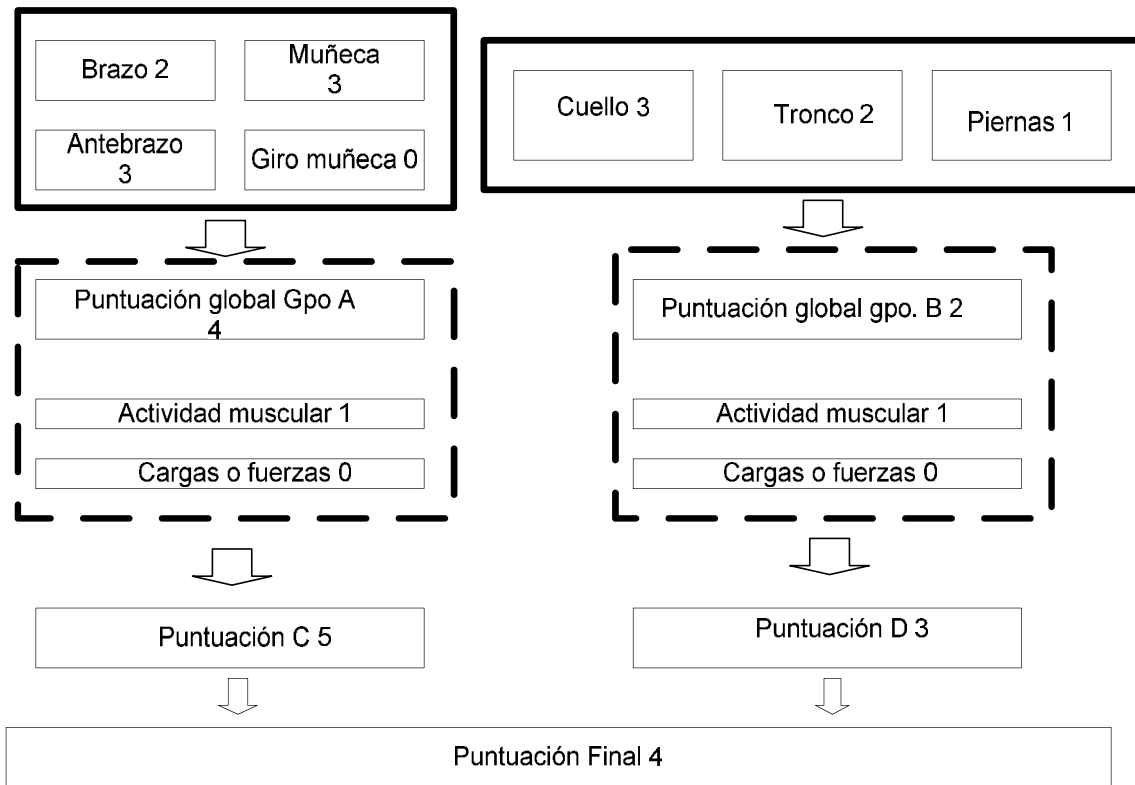 Brazo 2
Muñeca
3
Antebrazo
3
Giro muñeca 0
Cuello 3
Tronco 2
Piernas 1
Puntuación global Gpo A
4
Actividad muscular 1
Cargas o fuerzas 0
Puntuación global gpo. B 2
Actividad muscular 1
Cargas o fuerzas 0
Puntuación C 5
Puntuación D 3
Puntuación Final 4